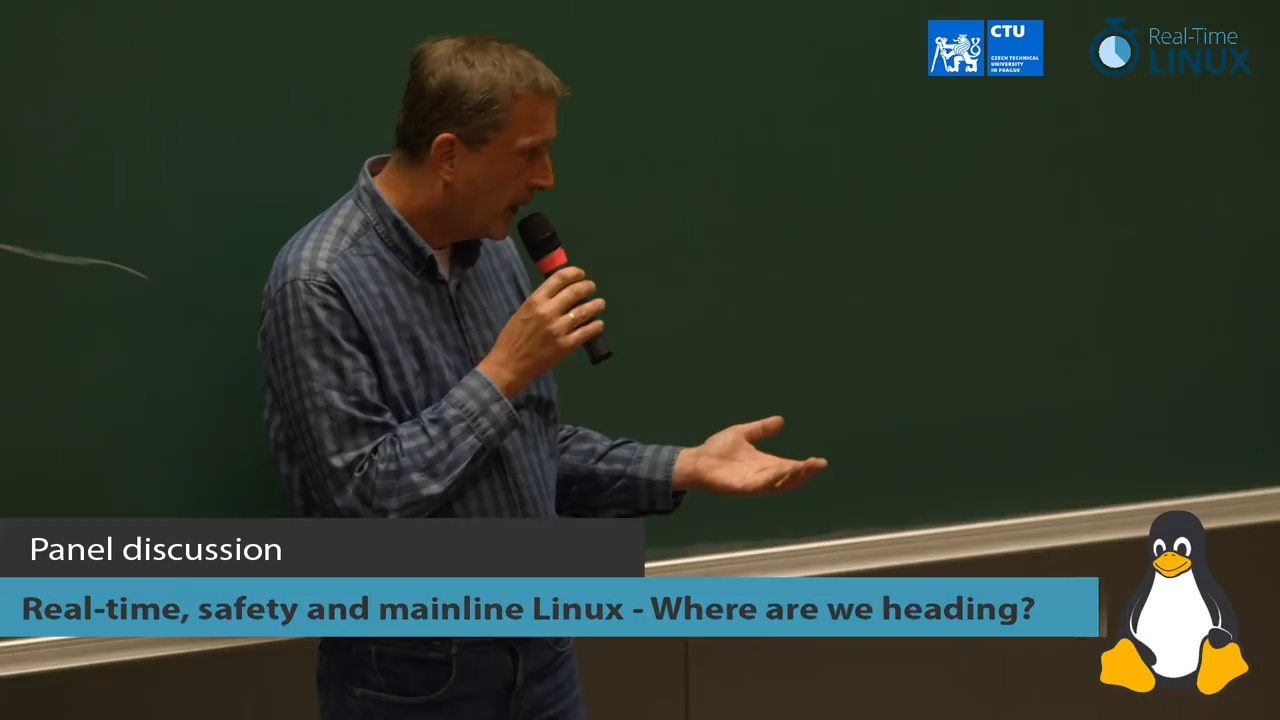 CTU
CZECH TECHNICAL
UNIVERSITY
IN PRAGUE
Real-Time
LINUX
Panel discussion
Real-time, safety and mainline Linux - Where are we heading?